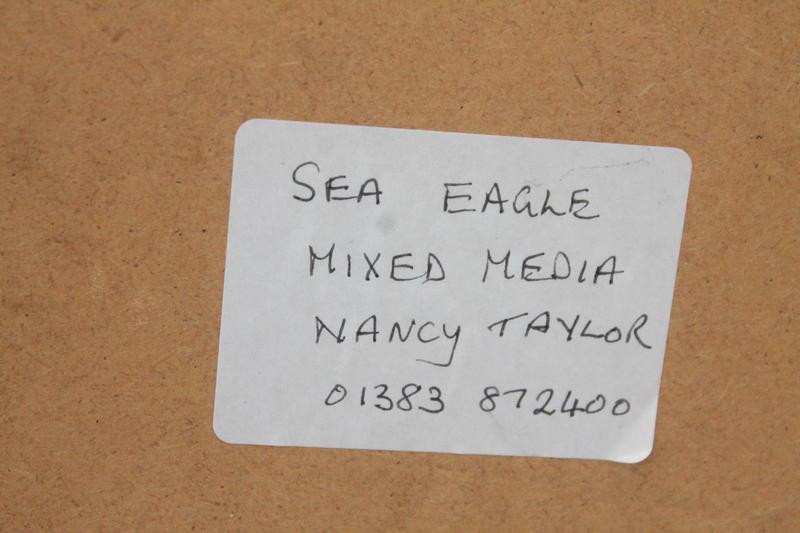 SEA EAGLE
MIXED MEDIA
NANCY TAYLOR
01383 872400